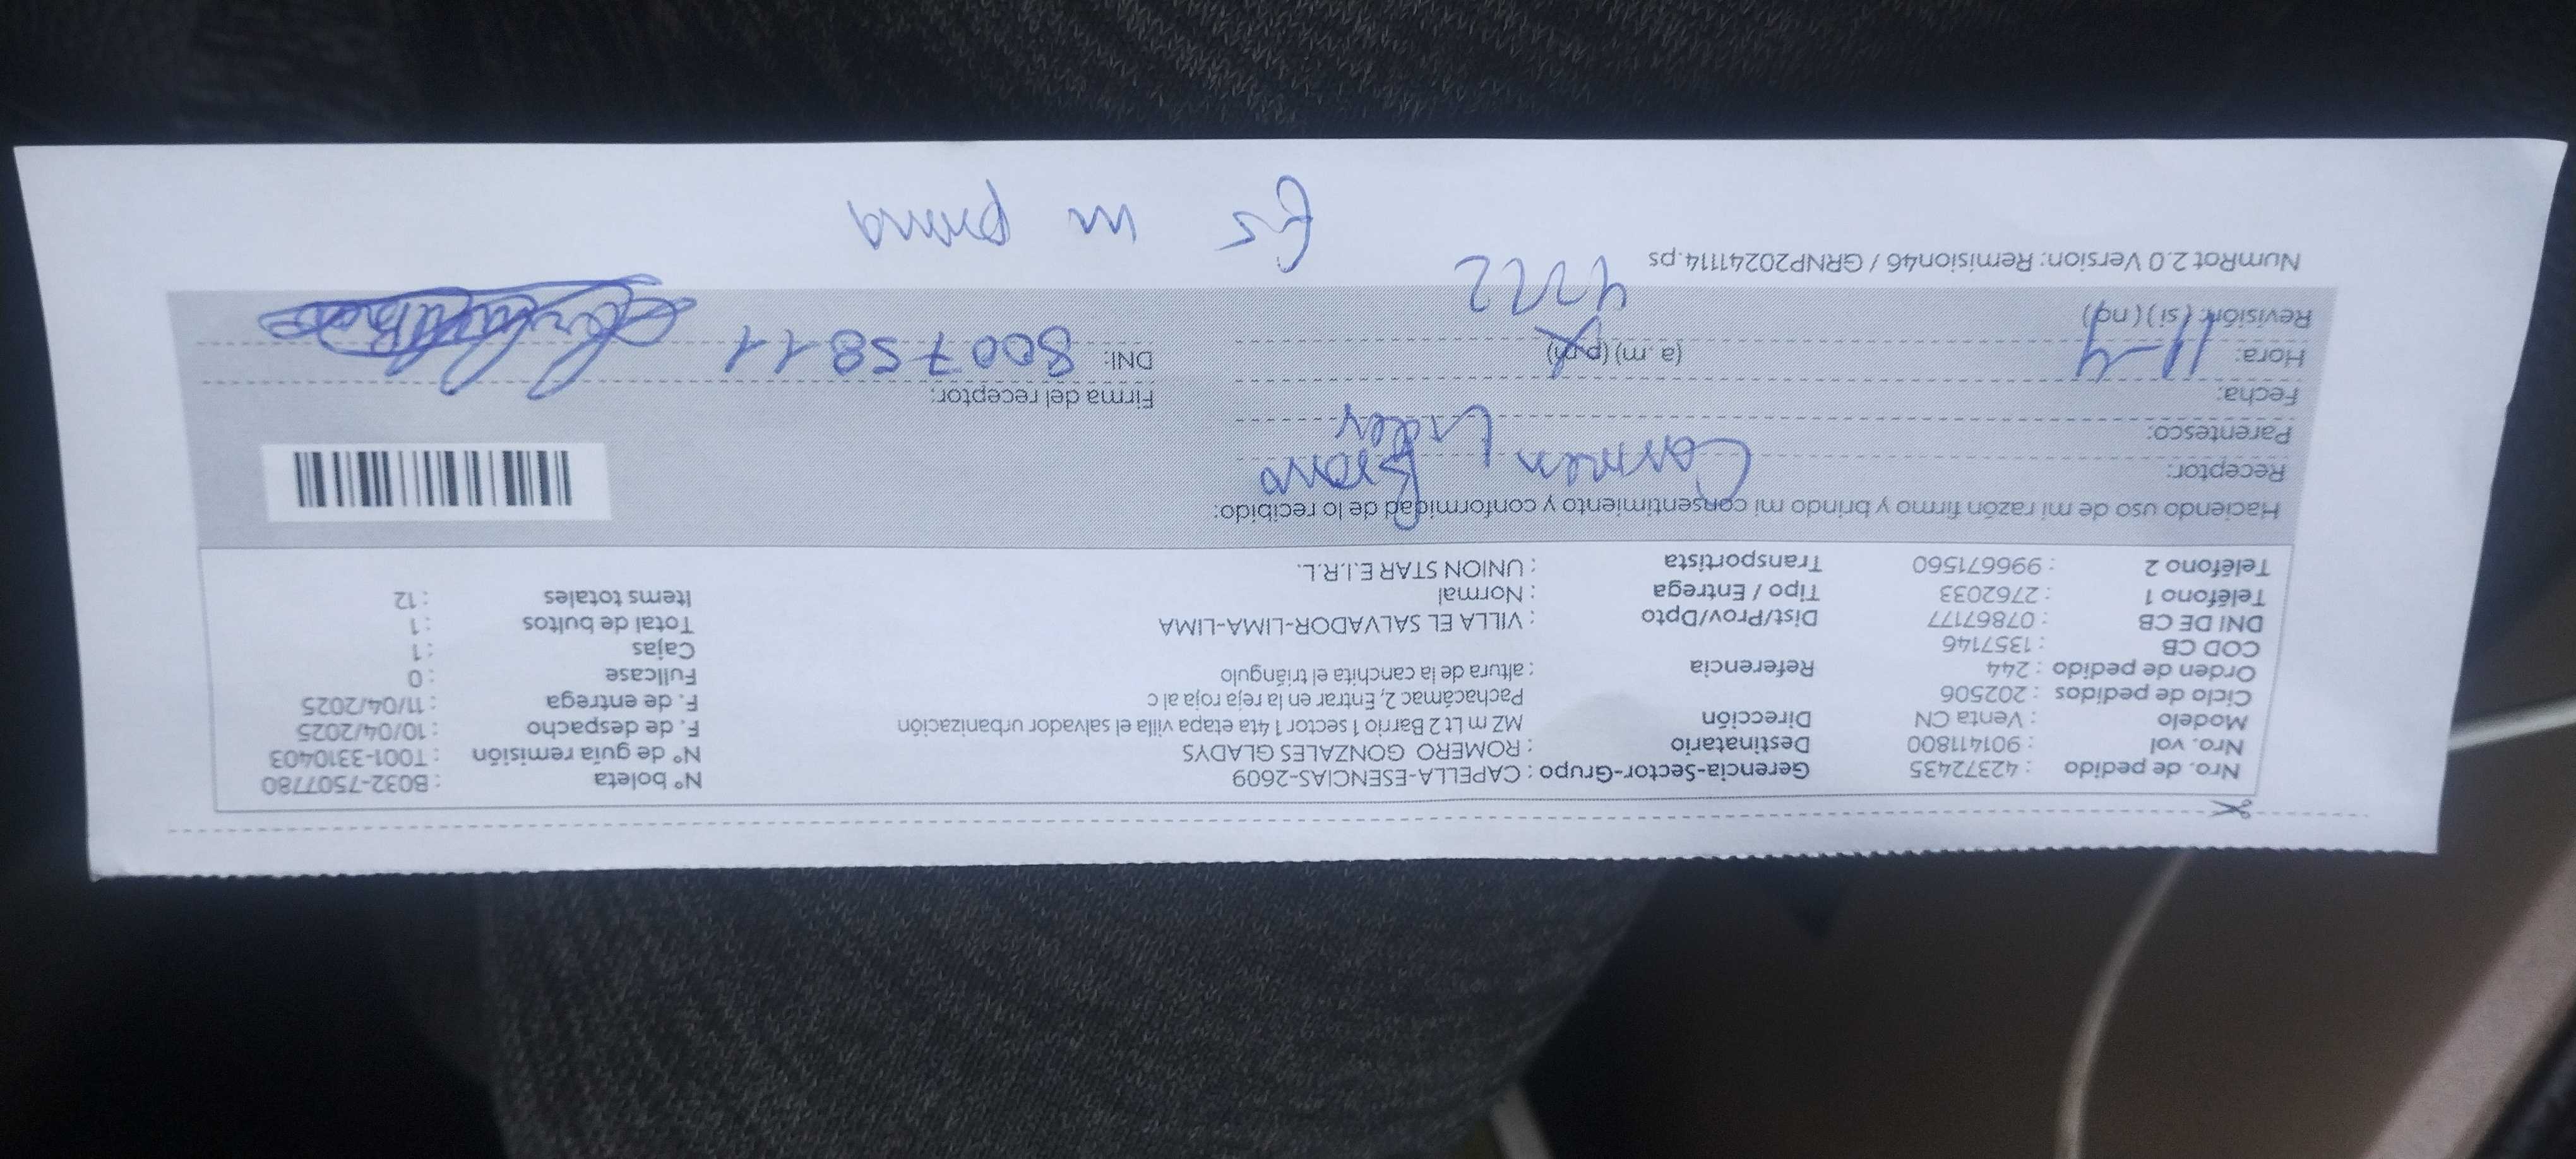 Nro. de pedido : 42372435 Gerencia-Sector-Grupo : CAPELLA-ESENCIAS-2609 N° boleta : B032-7507780
Nro. vol : 901411800 Destinatario : ROMERO GONZALES GLADYS N° de guía remisión : T001-3310403
Modelo : Venta CN Dirección MZ m Lt 2 Barrio 1 sector 1 4ta etapa villa el salvador urbanización F. de despacho : 10/04/2025
Ciclo de pedidos : 202506 Pachacámac 2, Entrar en la reja roja al c F. de entrega : 11/04/2025
Orden de pedido : 244 Referencia : altura de la canchita el triángulo Fullcase : 0
COD CB : 1357146 Cajas : 1
DNI DE CB : 07867177 Dist/Prov/Dpto : VILLA EL SALVADOR-LIMA-LIMA Total de bultos : 1
Teléfono 1 : 2762033 Tipo / Entrega : Normal Items totales : 12
Teléfono 2 : 996671560 Transportista : UNION STAR E.I.R.L.
Haciendo uso de mi razón firmo y brindo mi consentimiento y conformidad de lo recibido:
Receptor: Carmen
Parentesco: Lider
Fecha: Firma del receptor:
Hora: 11-4 (a .m) (p.m) DNI: 80075811
Revisión: (si) (no)
NumRot 2.0 Version: Remision46 / GRNP20241114.ps
Es mi prima